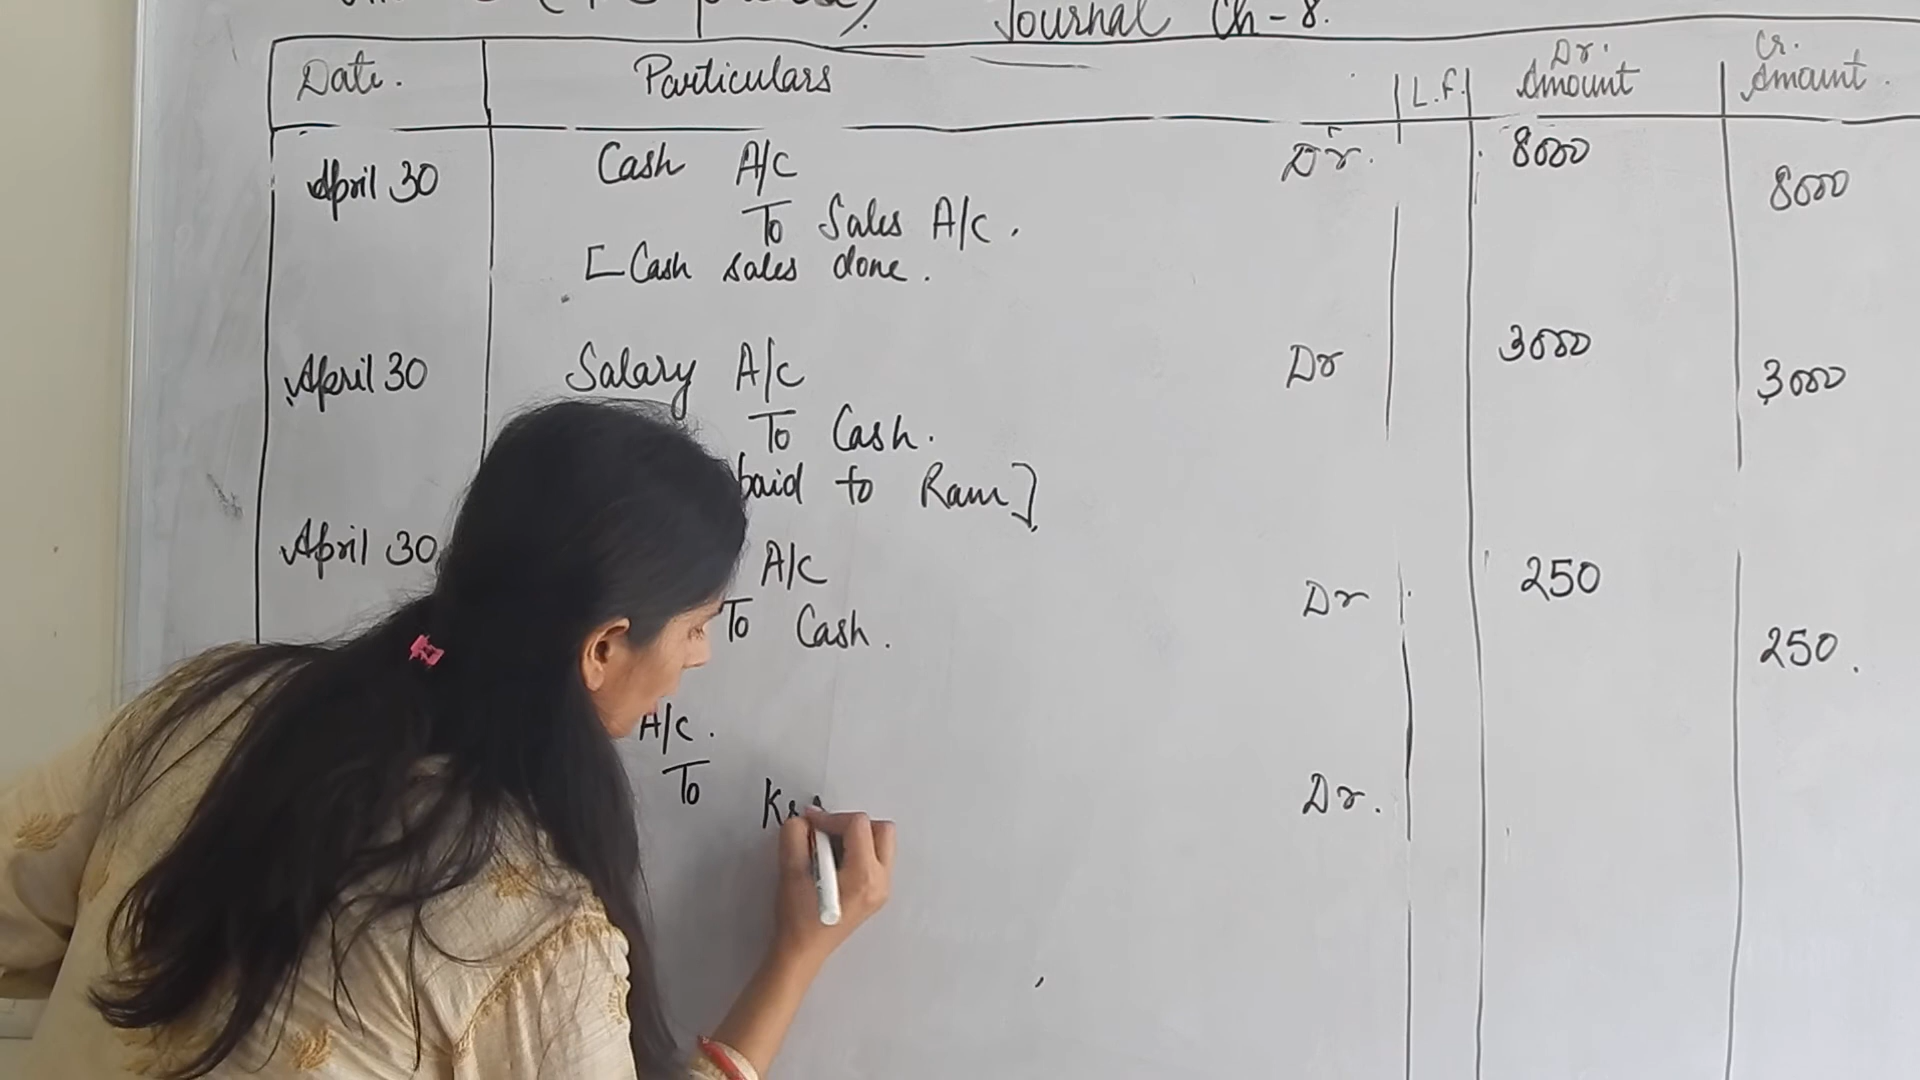 Journal Ch - 8.
Date. Particulars L.F. Dr. Amount Cr. Amount.
April 30 Cash A/c Dr. 8000
To Sales A/c. 8000
[Cash sales done.
April 30 Salary A/c Dr 3000
To Cash. 3000
paid to Ram]
April 30 A/c Dr 250
To Cash. 250.
A/c. Dr.
To